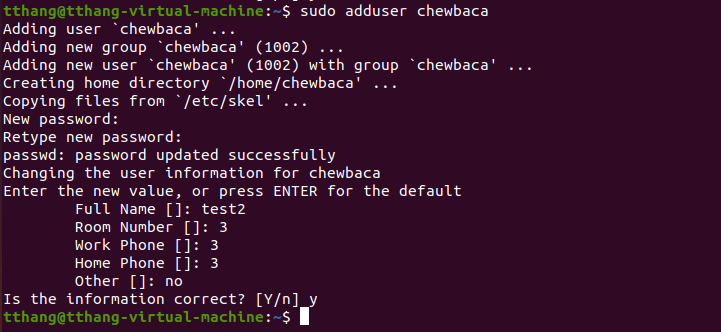 tthang@tthang-virtual-machine:~$ sudo adduser chewbaca
Adding user `chewbaca' ...
Adding new group `chewbaca' (1002) ...
Adding new user `chewbaca' (1002) with group `chewbaca' ...
Creating home directory `/home/chewbaca' ...
Copying files from `/etc/skel' ...
New password:
Retype new password:
passwd: password updated successfully
Changing the user information for chewbaca
Enter the new value, or press ENTER for the default
Full Name []: test2
Room Number []: 3
Work Phone []: 3
Home Phone []: 3
Other []: no
Is the information correct? [Y/n] y
tthang@tthang-virtual-machine:~$